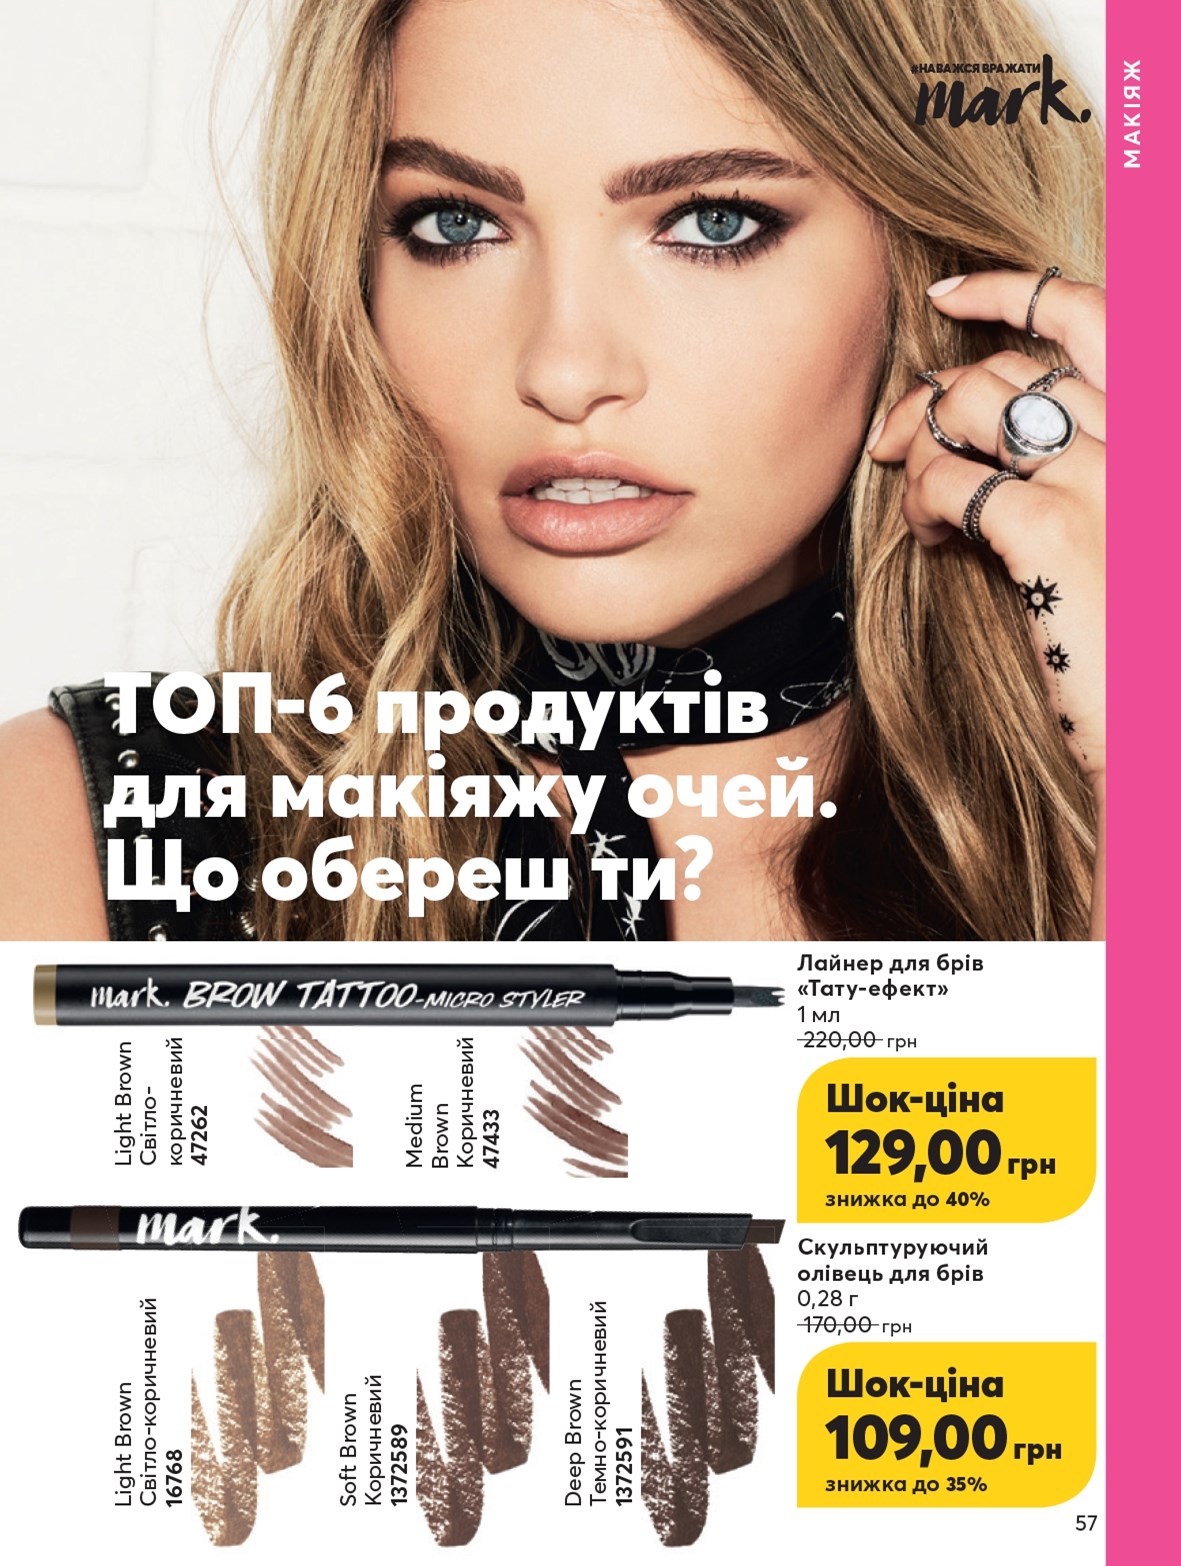 #НАВАЖСЯ ВРАЖАТИ
mark.
МАКІЯЖ
ТОП-6 продуктів
для макіяжу очей.
Що обереш ти?
mark. BROW TATTOO-MICRO STYLER
Light Brown
Світло-
коричневий
47262
Medium
Brown
Коричневий
47433
Лайнер для брів
«Тату-ефект»
1 мл
220,00 грн
Шок-ціна
129,00 грн
знижка до 40%
mark.
Light Brown
Світло-коричневий
16768
Soft Brown
Коричневий
1372589
Deep Brown
Темно-коричневий
1372591
Скульптуруючий
олівець для брів
0,28 г
170,00 грн
Шок-ціна
109,00 грн
знижка до 35%
57